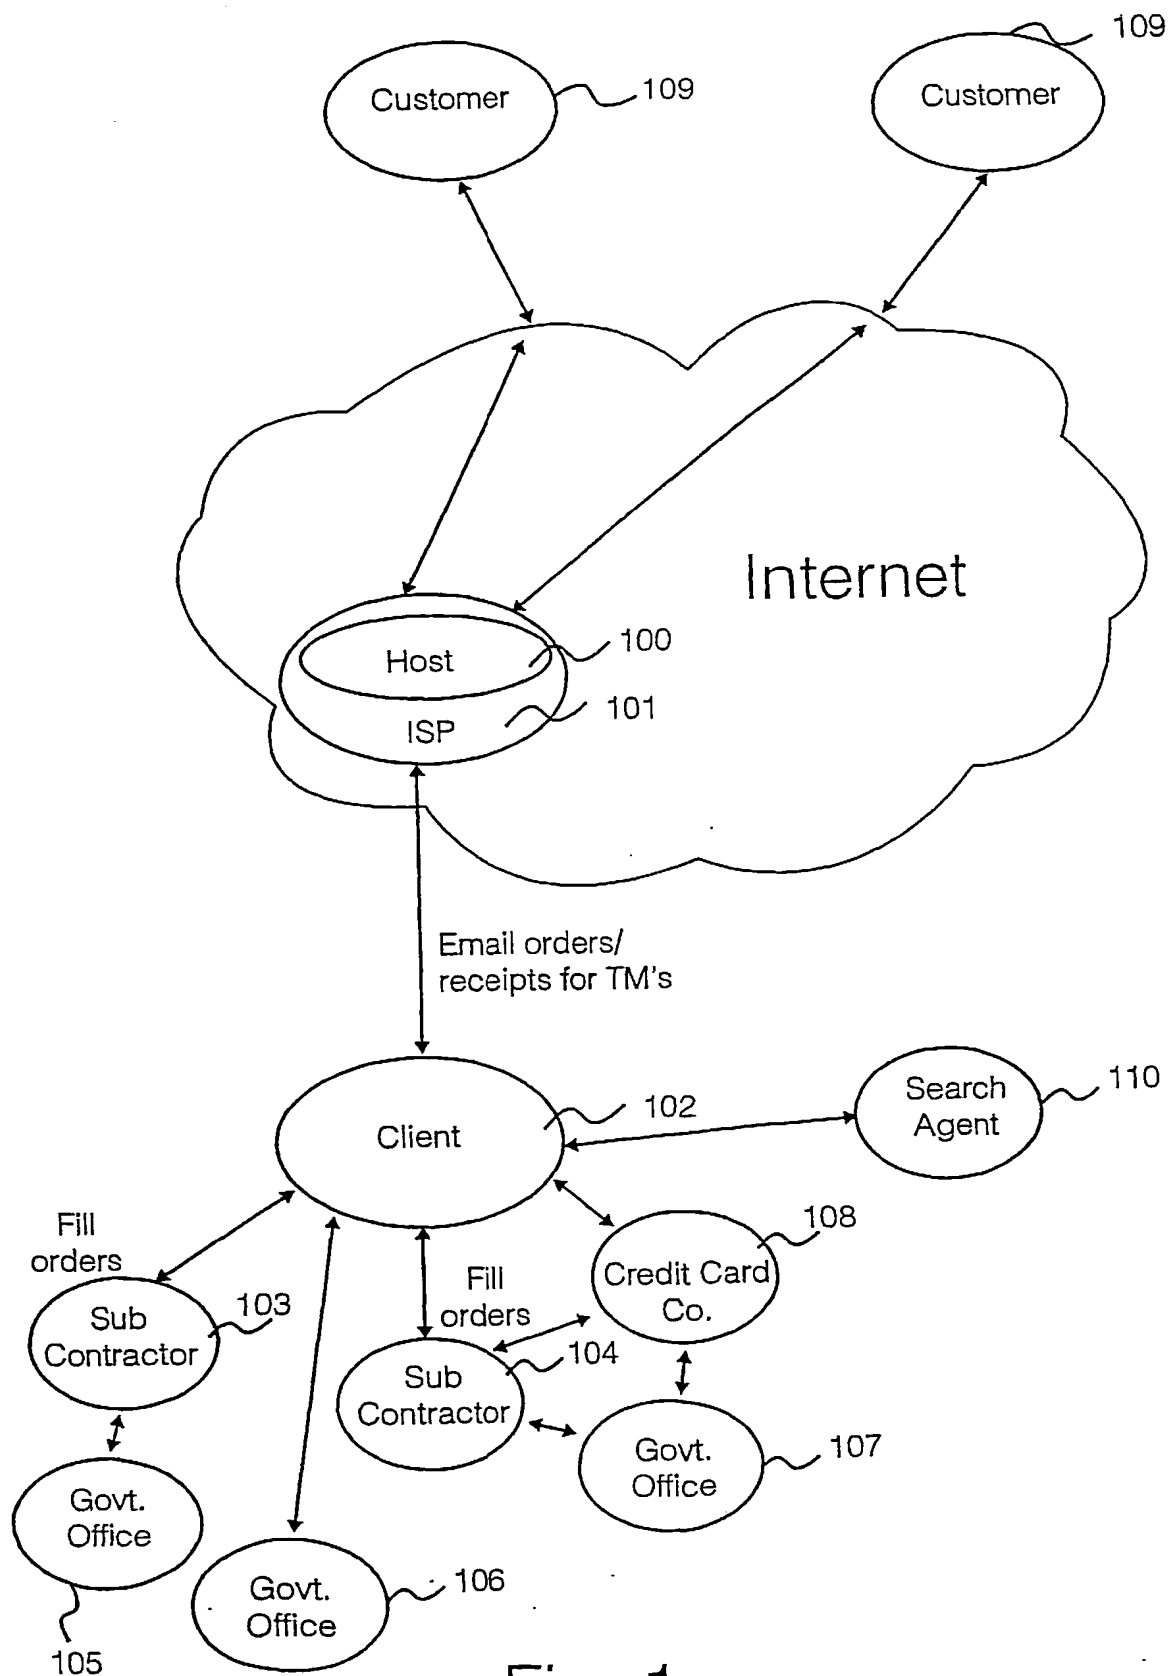 109
Customer
109
Customer
Internet
Host
100
ISP
101
Email orders/
receipts for TM's
Client
102
Search
Agent
110
Fill
orders
Sub
Contractor
103
Fill
orders
Credit Card
Co.
108
Sub
Contractor
104
Govt.
Office
107
Govt.
Office
105
Govt.
Office
106